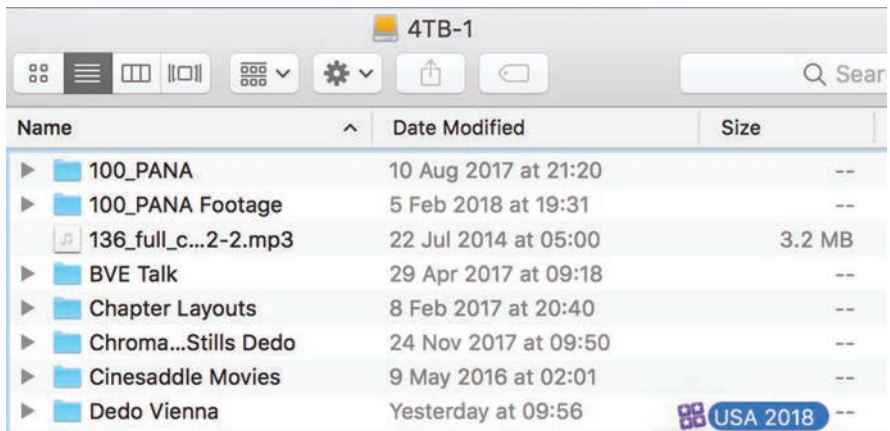 4TB-1
Sear
Name Date Modified Size
100_PANA 10 Aug 2017 at 21:20 --
100_PANA Footage 5 Feb 2018 at 19:31 --
136_full_c...2-2.mp3 22 Jul 2014 at 05:00 3.2 MB
BVE Talk 29 Apr 2017 at 09:18 --
Chapter Layouts 8 Feb 2017 at 20:40 --
Chroma...Stills Dedo 24 Nov 2017 at 09:50 --
Cinesaddle Movies 9 May 2016 at 02:01 --
Dedo Vienna Yesterday at 09:56 USA 2018 --